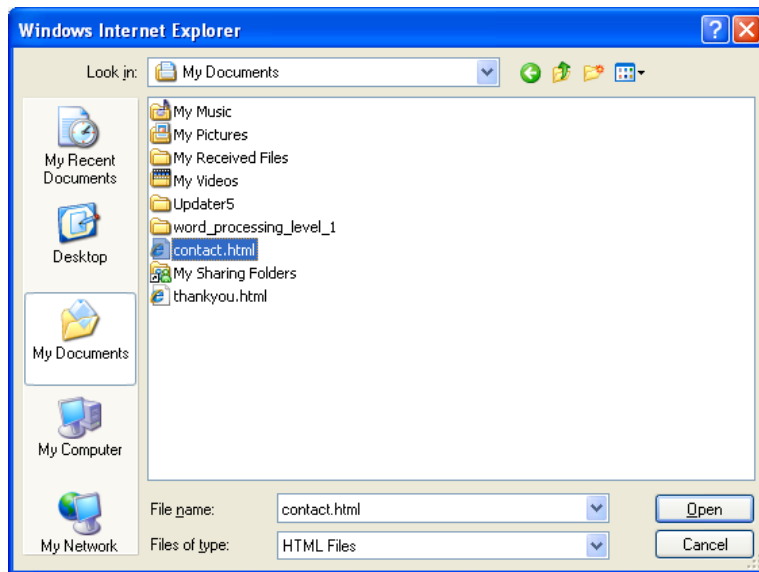 Windows Internet Explorer
Look in: My Documents
My Recent Documents
Desktop
My Documents
My Computer
My Network
My Music
My Pictures
My Received Files
My Videos
Updater5
word_processing_level_1
contact.html
My Sharing Folders
thankyou.html
File name: contact.html Open
Files of type: HTML Files Cancel